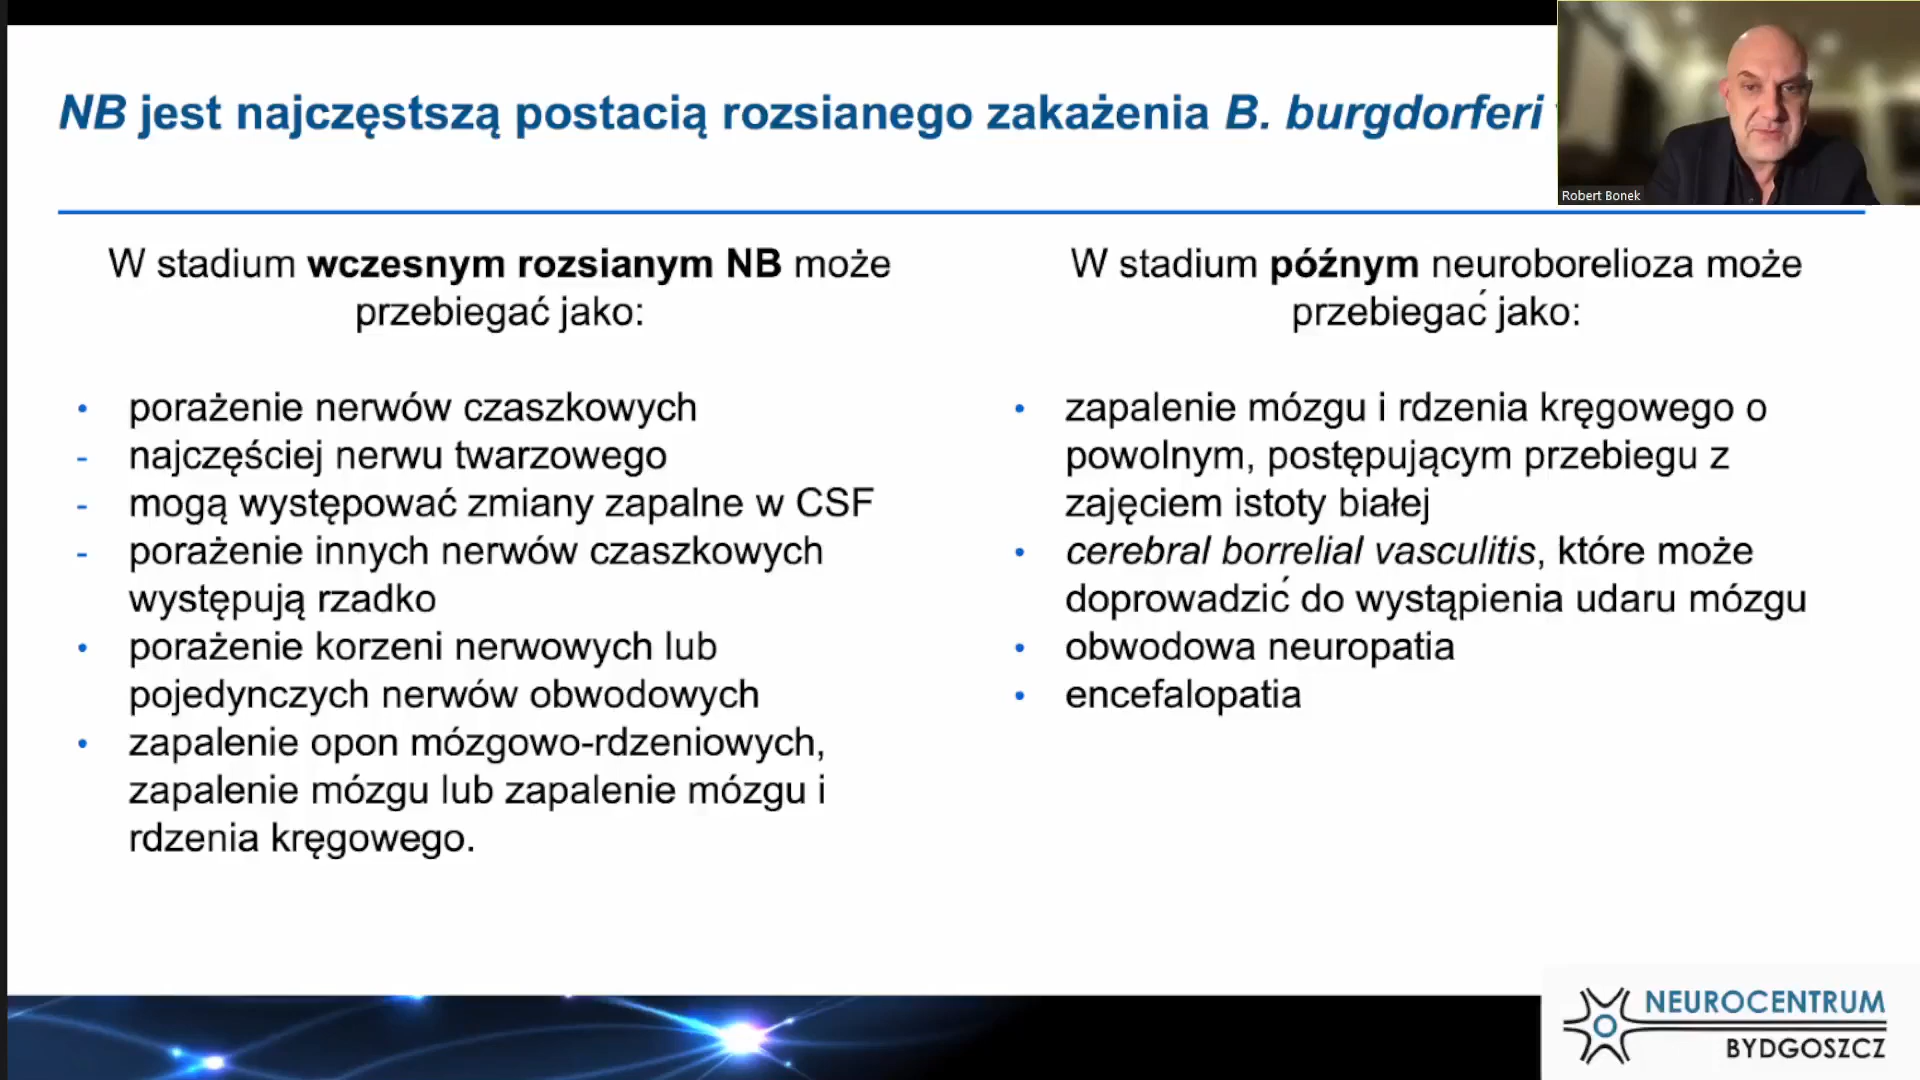 NB jest najczęstszą postacią rozsianego zakażenia B. burgdorferi
Robert Bonek
W stadium wczesnym rozsianym NB może
przebiegać jako:
• porażenie nerwów czaszkowych
- najczęściej nerwu twarzowego
- mogą występować zmiany zapalne w CSF
- porażenie innych nerwów czaszkowych
występują rzadko
• porażenie korzeni nerwowych lub
pojedynczych nerwów obwodowych
• zapalenie opon mózgowo-rdzeniowych,
zapalenie mózgu lub zapalenie mózgu i
rdzenia kręgowego.
W stadium późnym neuroborelioza może
przebiegać jako:
• zapalenie mózgu i rdzenia kręgowego o
powolnym, postępującym przebiegu z
zajęciem istoty białej
• cerebral borrelial vasculitis, które może
doprowadzić do wystąpienia udaru mózgu
• obwodowa neuropatia
• encefalopatia
NEUROCENTRUM
BYDGOSZCZ